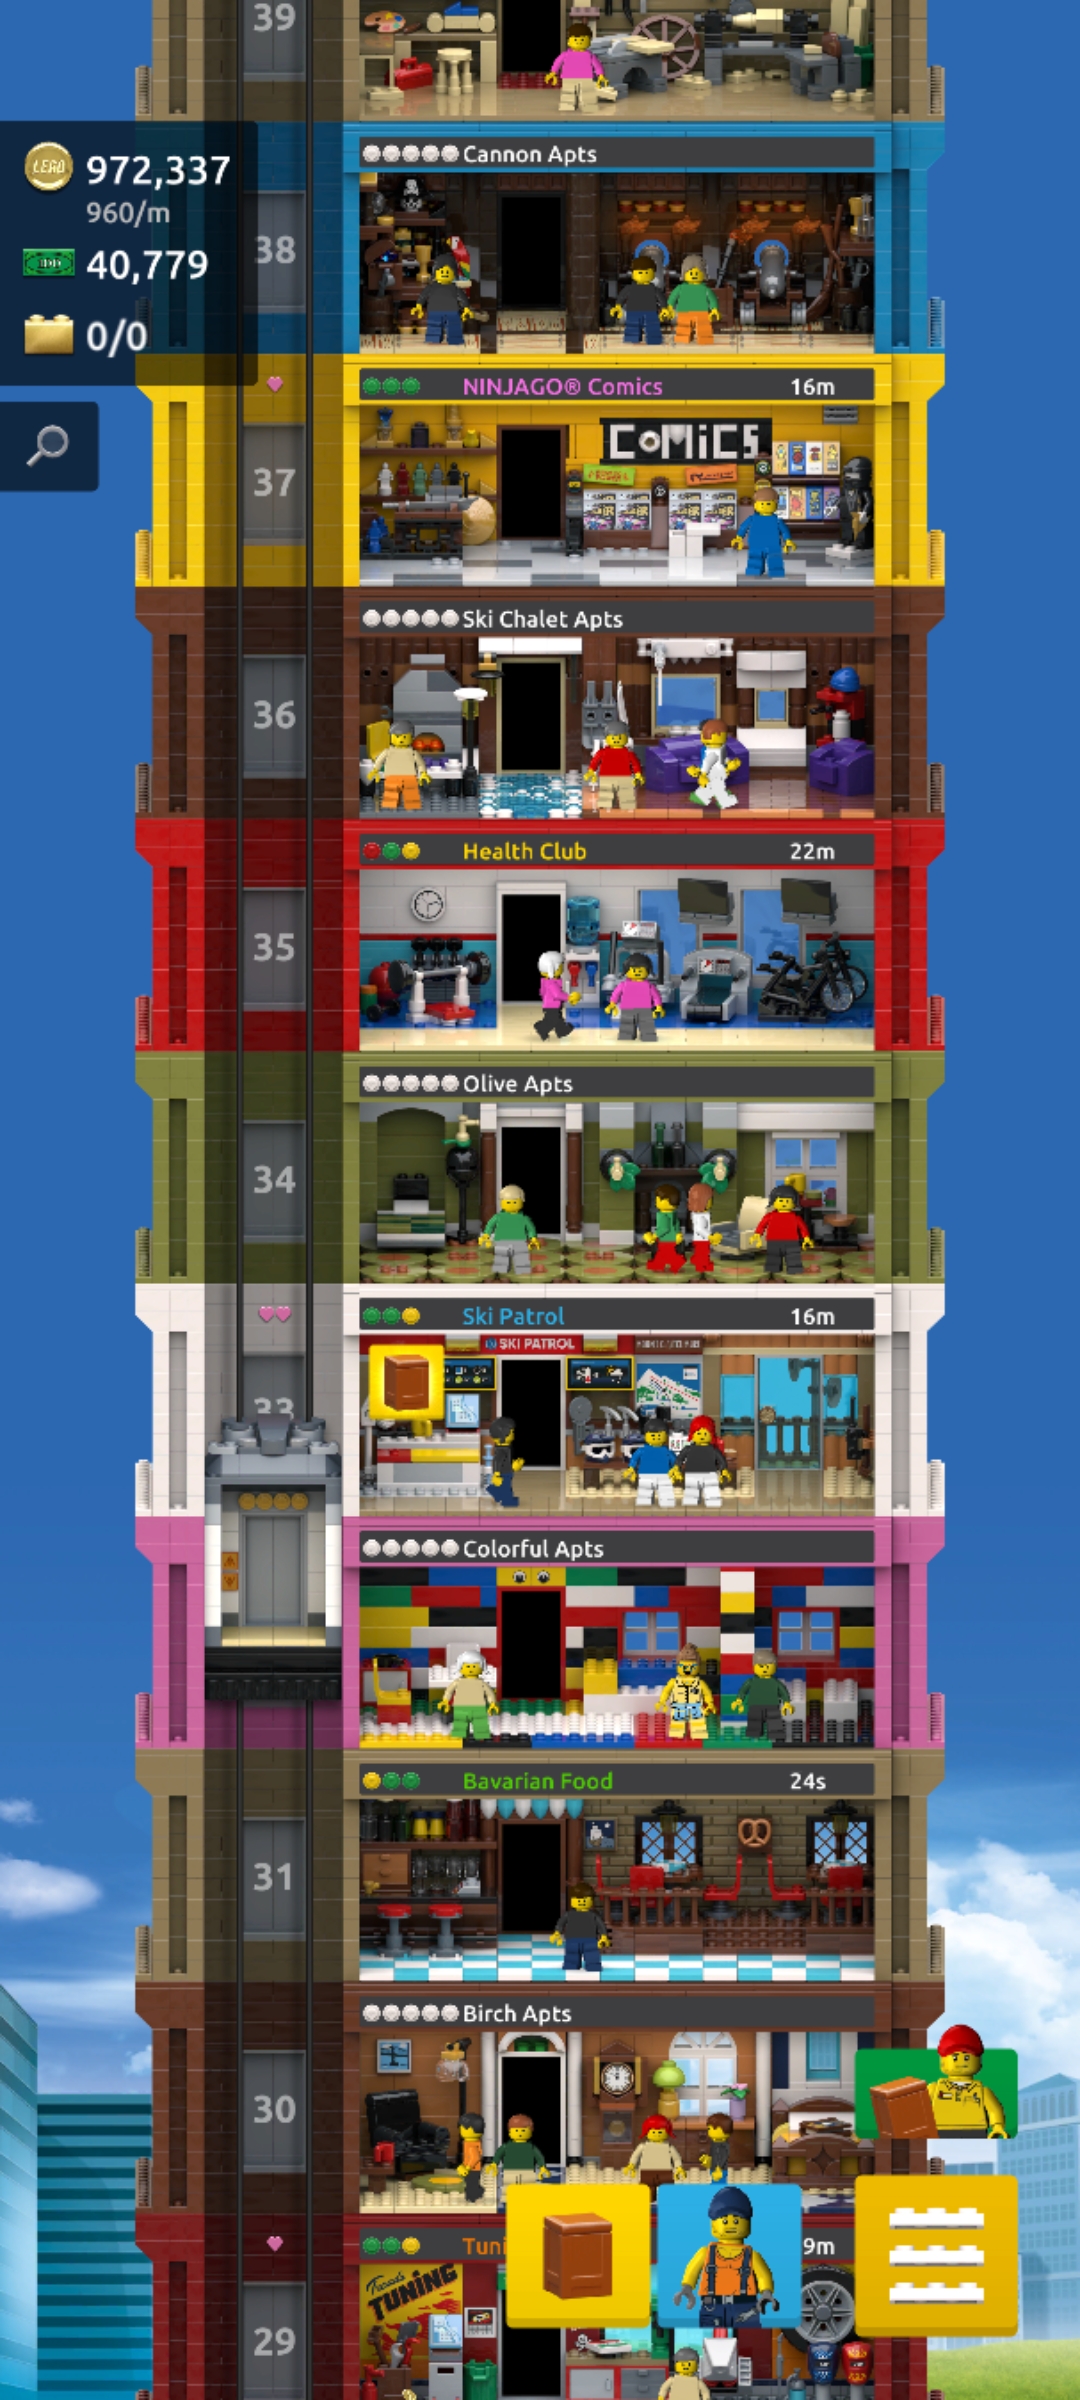 39
LEGO
972,337
960/m
40,779
0/0
Cannon Apts
38
NINJAGO® Comics 16m
COMiCS
37
Ski Chalet Apts
36
Health Club 22m
35
Olive Apts
34
Ski Patrol 16m
SKI PATROL
33
Colorful Apts
Bavarian Food 24s
31
Birch Apts
30
Tuni 9m
TUNING
29